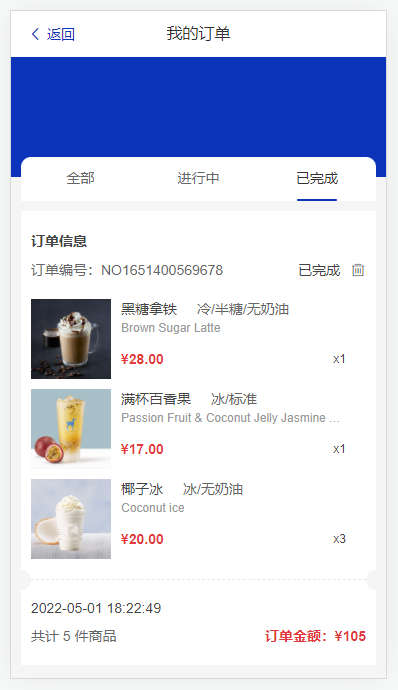 返回
我的订单
全部 进行中 已完成
订单信息
订单编号：NO1651400569678 已完成
黑糖拿铁 冷/半糖/无奶油
Brown Sugar Latte
¥28.00 x1
满杯百香果 冰/标准
Passion Fruit & Coconut Jelly Jasmine ...
¥17.00 x1
椰子冰 冰/无奶油
Coconut ice
¥20.00 x3
2022-05-01 18:22:49
共计 5 件商品 订单金额：¥105